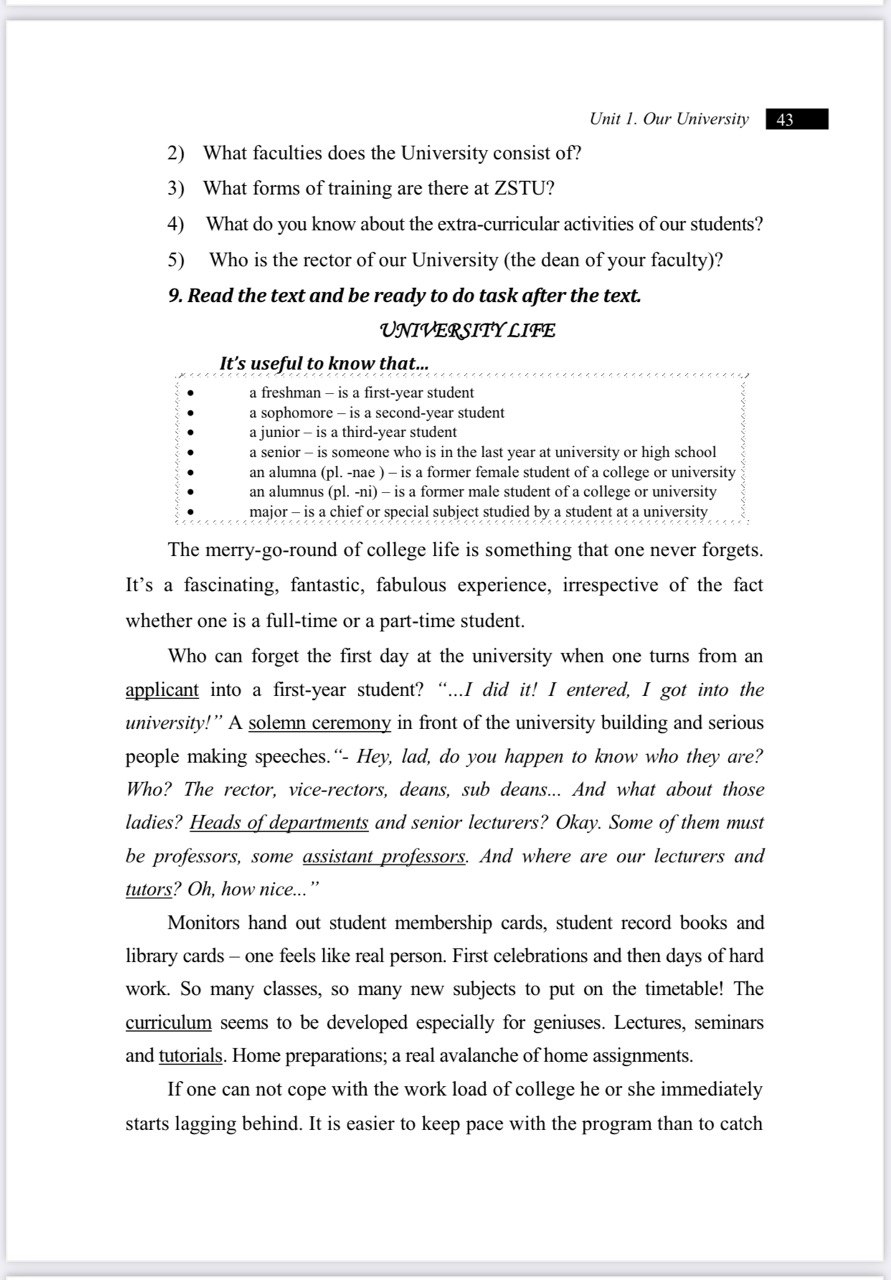 Unit 1. Our University 43
2) What faculties does the University consist of?
3) What forms of training are there at ZSTU?
4) What do you know about the extra-curricular activities of our students?
5) Who is the rector of our University (the dean of your faculty)?
9. Read the text and be ready to do task after the text.
UNIVERSITY LIFE
It's useful to know that...
• a freshman – is a first-year student
• a sophomore – is a second-year student
• a junior – is a third-year student
• a senior – is someone who is in the last year at university or high school
• an alumna (pl. -nae ) – is a former female student of a college or university
• an alumnus (pl. -ni) – is a former male student of a college or university
• major – is a chief or special subject studied by a student at a university
The merry-go-round of college life is something that one never forgets.
It's a fascinating, fantastic, fabulous experience, irrespective of the fact
whether one is a full-time or a part-time student.
Who can forget the first day at the university when one turns from an
applicant into a first-year student? “...I did it! I entered, I got into the
university!” A solemn ceremony in front of the university building and serious
people making speeches.“- Hey, lad, do you happen to know who they are?
Who? The rector, vice-rectors, deans, sub deans... And what about those
ladies? Heads of departments and senior lecturers? Okay. Some of them must
be professors, some assistant professors. And where are our lecturers and
tutors? Oh, how nice...”
Monitors hand out student membership cards, student record books and
library cards – one feels like real person. First celebrations and then days of hard
work. So many classes, so many new subjects to put on the timetable! The
curriculum seems to be developed especially for geniuses. Lectures, seminars
and tutorials. Home preparations; a real avalanche of home assignments.
If one can not cope with the work load of college he or she immediately
starts lagging behind. It is easier to keep pace with the program than to catch